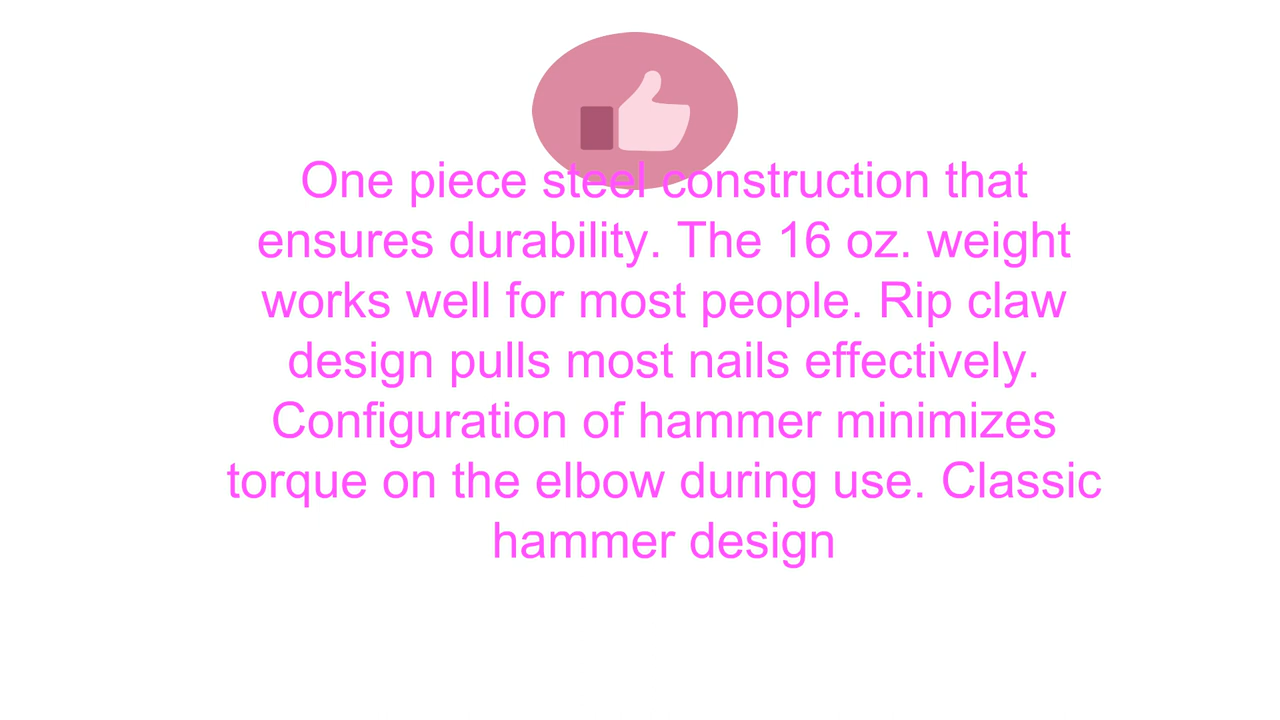 One piece steel construction that
ensures durability. The 16 oz. weight
works well for most people. Rip claw
design pulls most nails effectively.
Configuration of hammer minimizes
torque on the elbow during use. Classic
hammer design